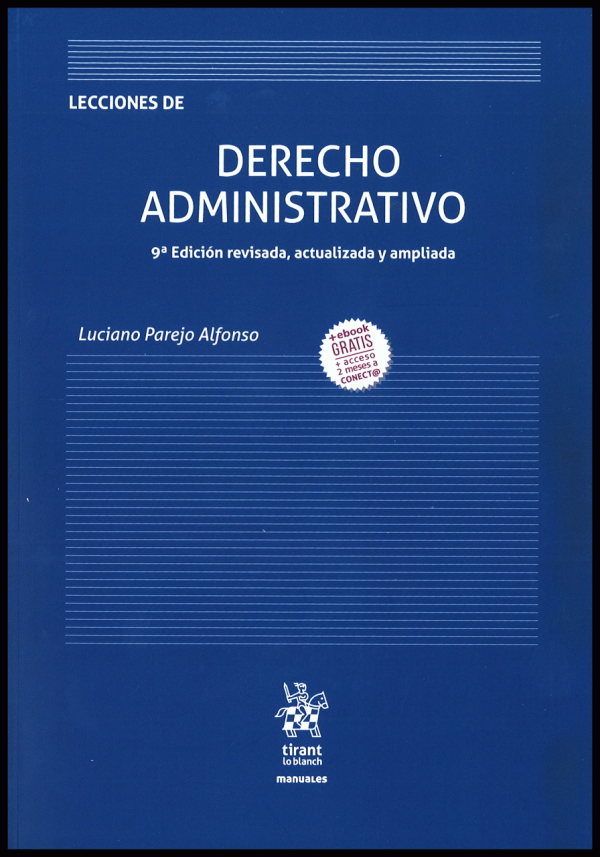 LECCIONES DE
DERECHO
ADMINISTRATIVO
9ª Edición revisada, actualizada y ampliada
Luciano Parejo Alfonso
+ebook
GRATIS
+ acceso
2 meses a
CONECT@
tirant
lo blanch
manuales